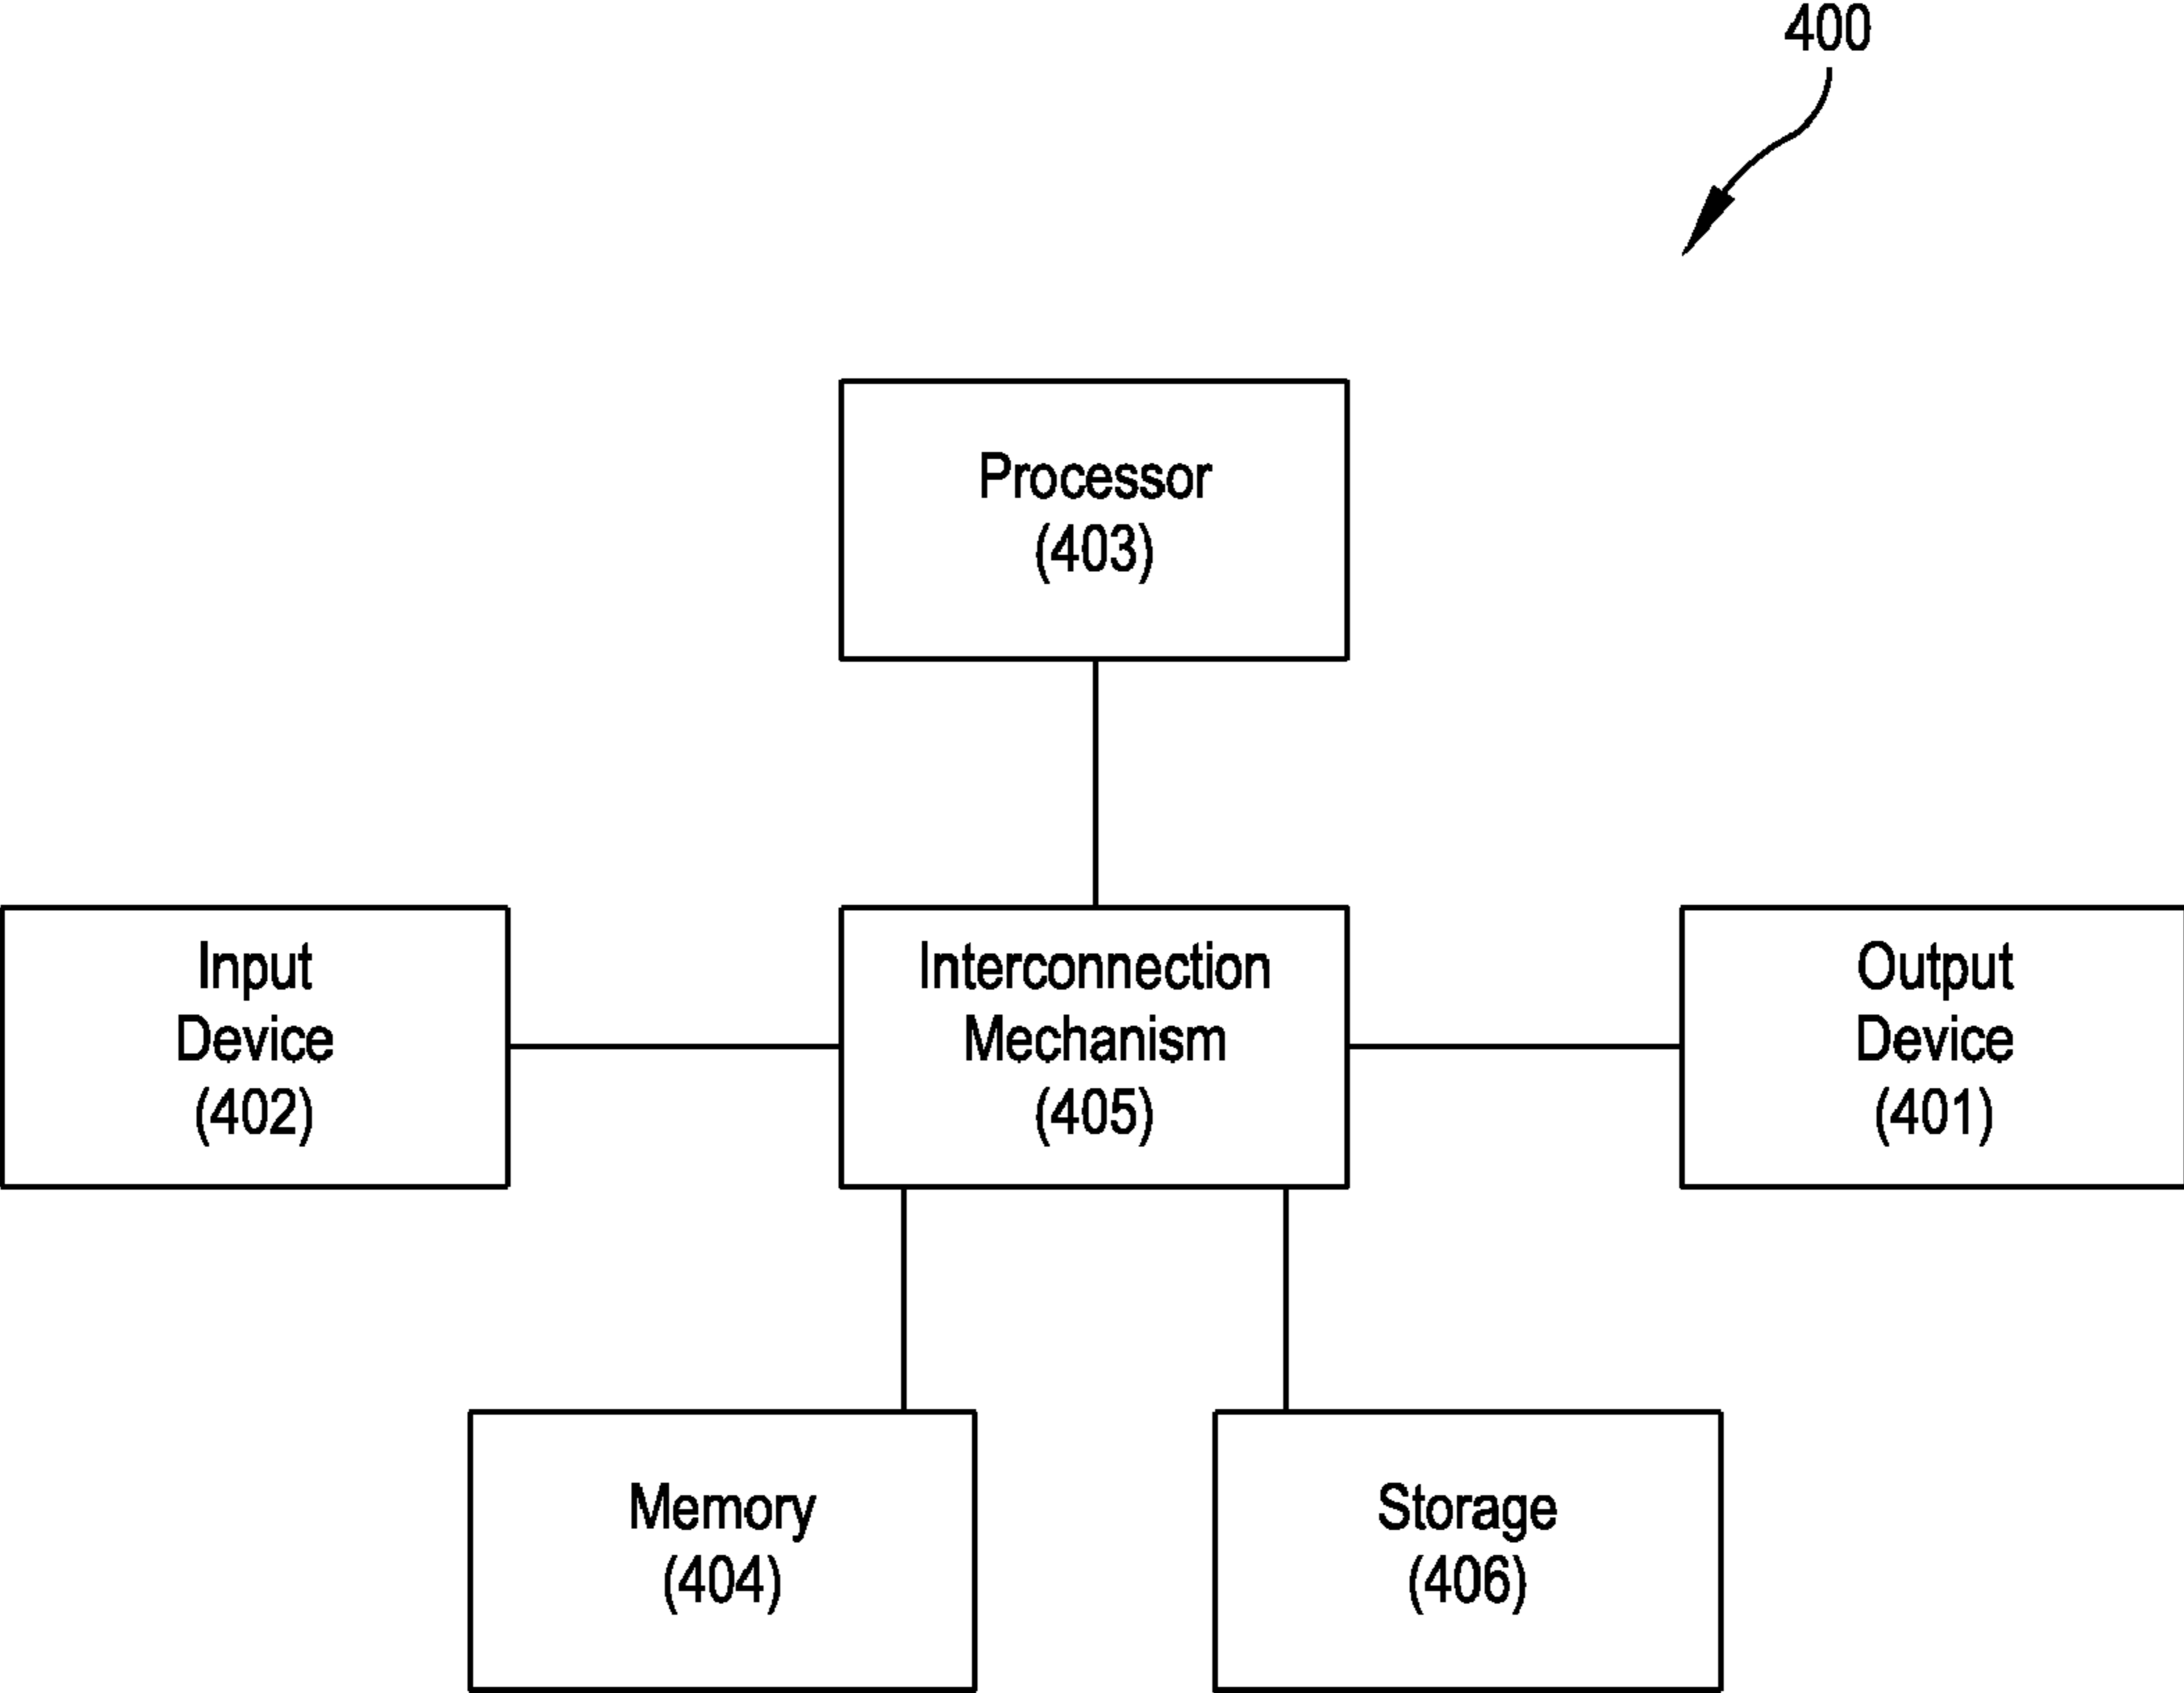 400
Processor
(403)
Input
Device
(402)
Interconnection
Mechanism
(405)
Output
Device
(401)
Memory
(404)
Storage
(406)